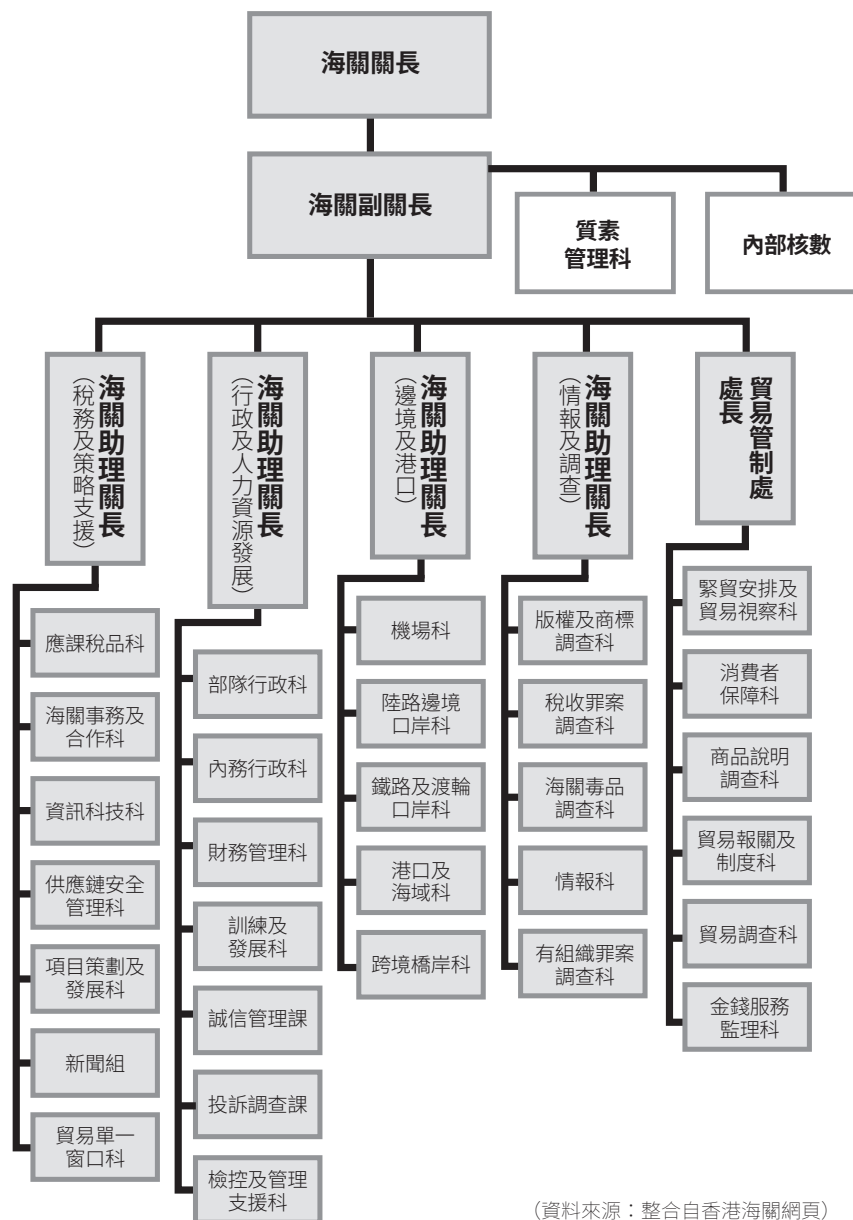 海關關長
海關副關長
質素
管理科
內部核數
海關助理關長
（稅務及策略支援）
應課稅品科
海關事務及
合作科
資訊科技科
供應鏈安全
管理科
項目策劃及
發展科
新聞組
貿易單一
窗口科
海關助理關長
（行政及人力資源發展）
部隊行政科
內務行政科
財務管理科
訓練及
發展科
誠信管理課
投訴調查課
檢控及管理
支援科
海關助理關長
（邊境及港口）
機場科
陸路邊境
口岸科
鐵路及渡輪
口岸科
港口及
海域科
跨境橋岸科
海關助理關長
（情報及調查）
版權及商標
調查科
稅收罪案
調查科
海關毒品
調查科
情報科
有組織罪案
調查科
貿易管制處
處長
緊貿安排及
貿易視察科
消費者
保障科
商品說明
調查科
貿易報關及
制度科
貿易調查科
金錢服務
監理科
（資料來源：整合自香港海關網頁）